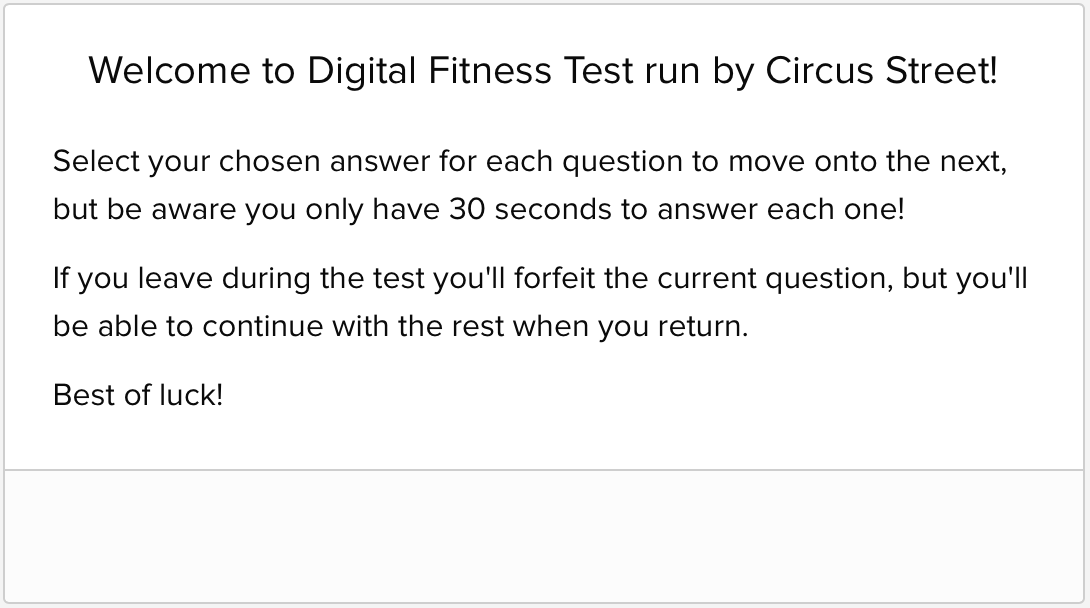 Welcome to Digital Fitness Test run by Circus Street!
Select your chosen answer for each question to move onto the next,
but be aware you only have 30 seconds to answer each one!
If you leave during the test you'll forfeit the current question, but you'll
be able to continue with the rest when you return.
Best of luck!